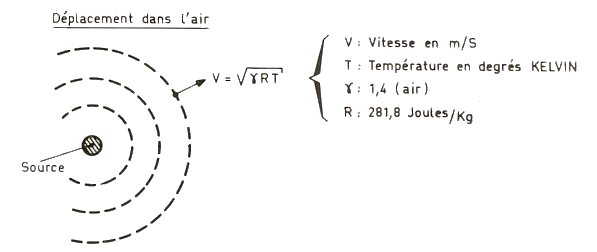 Déplacement dans l'air
V = √γRT
V : Vitesse en m/S
T : Température en degrés KELVIN
γ : 1,4 (air)
R : 281,8 Joules/Kg
Source